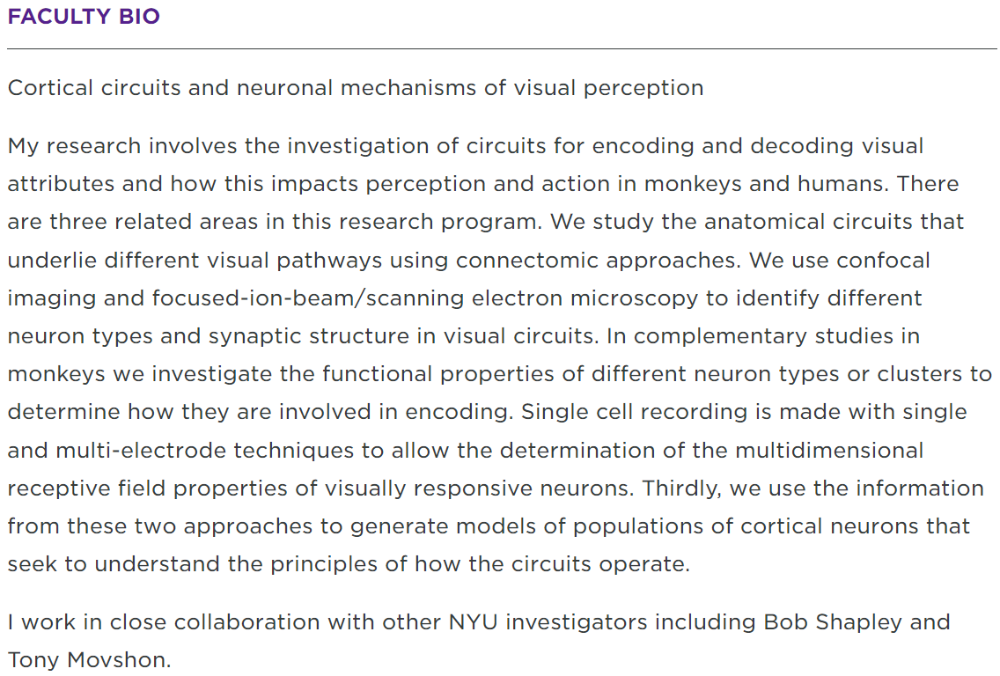 FACULTY BIO
Cortical circuits and neuronal mechanisms of visual perception
My research involves the investigation of circuits for encoding and decoding visual
attributes and how this impacts perception and action in monkeys and humans. There
are three related areas in this research program. We study the anatomical circuits that
underlie different visual pathways using connectomic approaches. We use confocal
imaging and focused-ion-beam/scanning electron microscopy to identify different
neuron types and synaptic structure in visual circuits. In complementary studies in
monkeys we investigate the functional properties of different neuron types or clusters to
determine how they are involved in encoding. Single cell recording is made with single
and multi-electrode techniques to allow the determination of the multidimensional
receptive field properties of visually responsive neurons. Thirdly, we use the information
from these two approaches to generate models of populations of cortical neurons that
seek to understand the principles of how the circuits operate.
I work in close collaboration with other NYU investigators including Bob Shapley and
Tony Movshon.